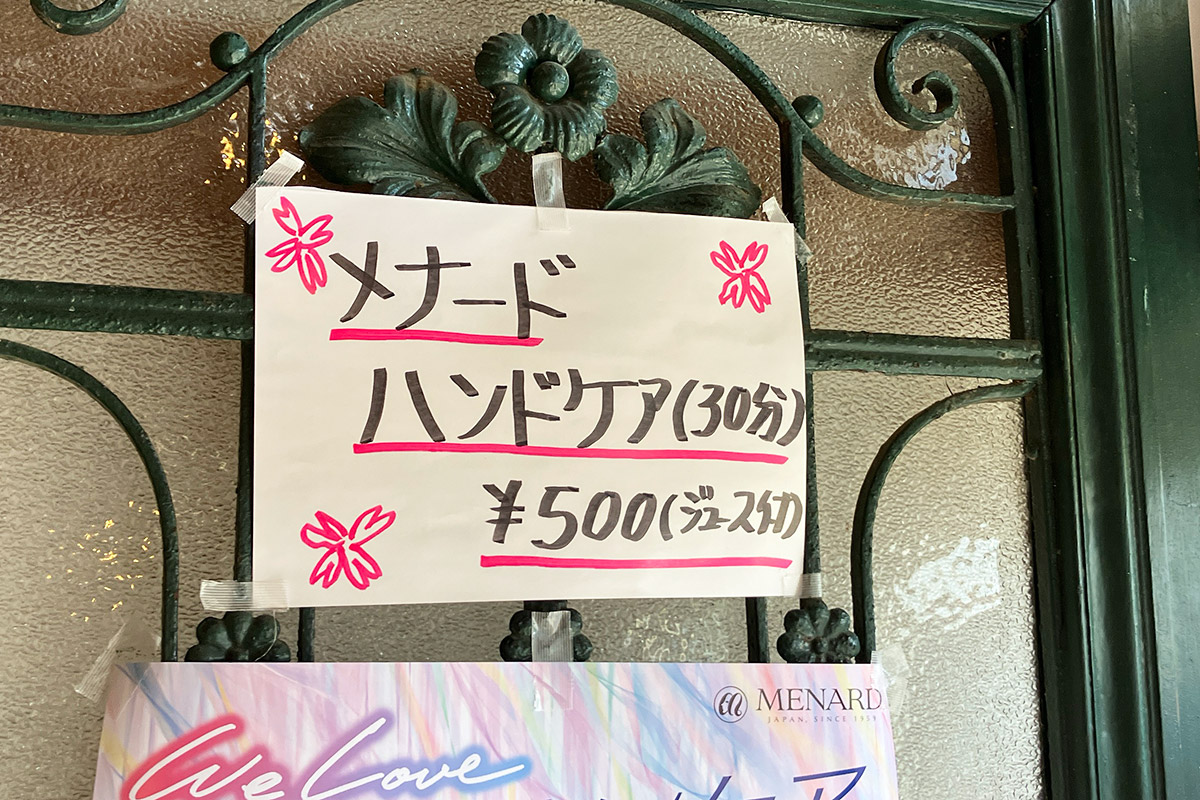 メナード
ハンドケア(30分)
¥500(ジュース付)
MENARD
JAPAN, SINCE 1959
We Love